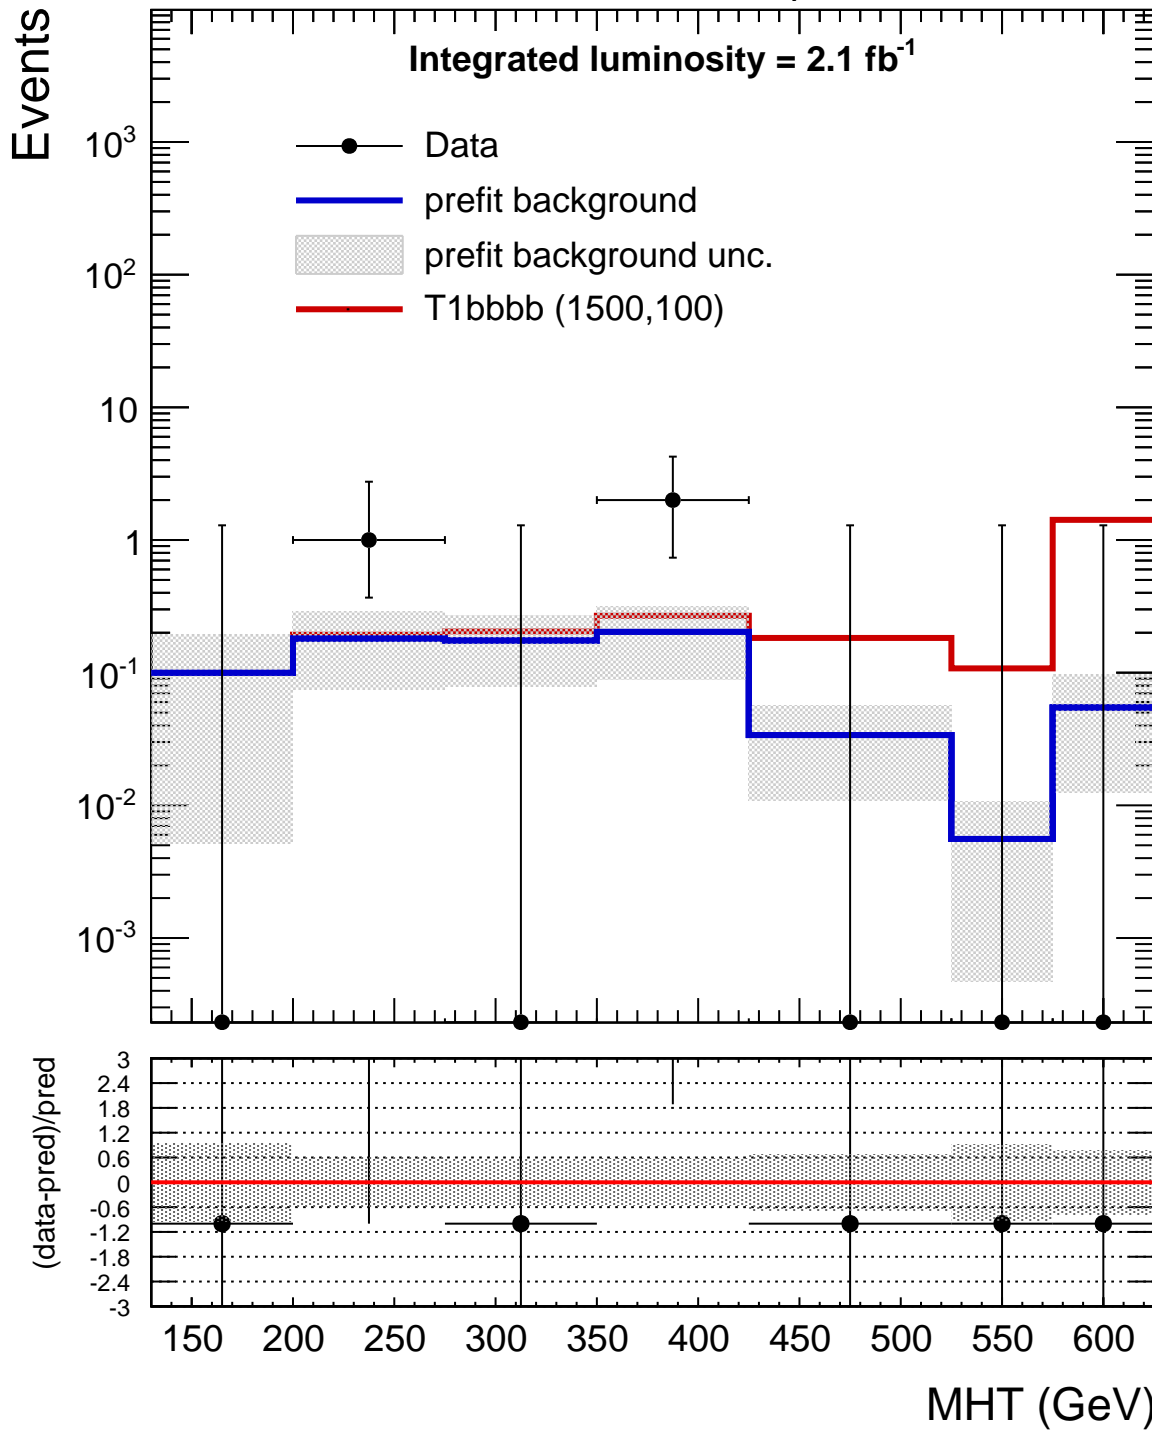 Events
Integrated luminosity = 2.1 fb⁻¹
Data
prefit background
prefit background unc.
T1bbbb (1500,100)
10³
10²
10
1
10⁻¹
10⁻²
10⁻³
(data-pred)/pred
3
2.4
1.8
1.2
0.6
0
-0.6
-1.2
-1.8
-2.4
-3
150 200 250 300 350 400 450 500 550 600
MHT (GeV)